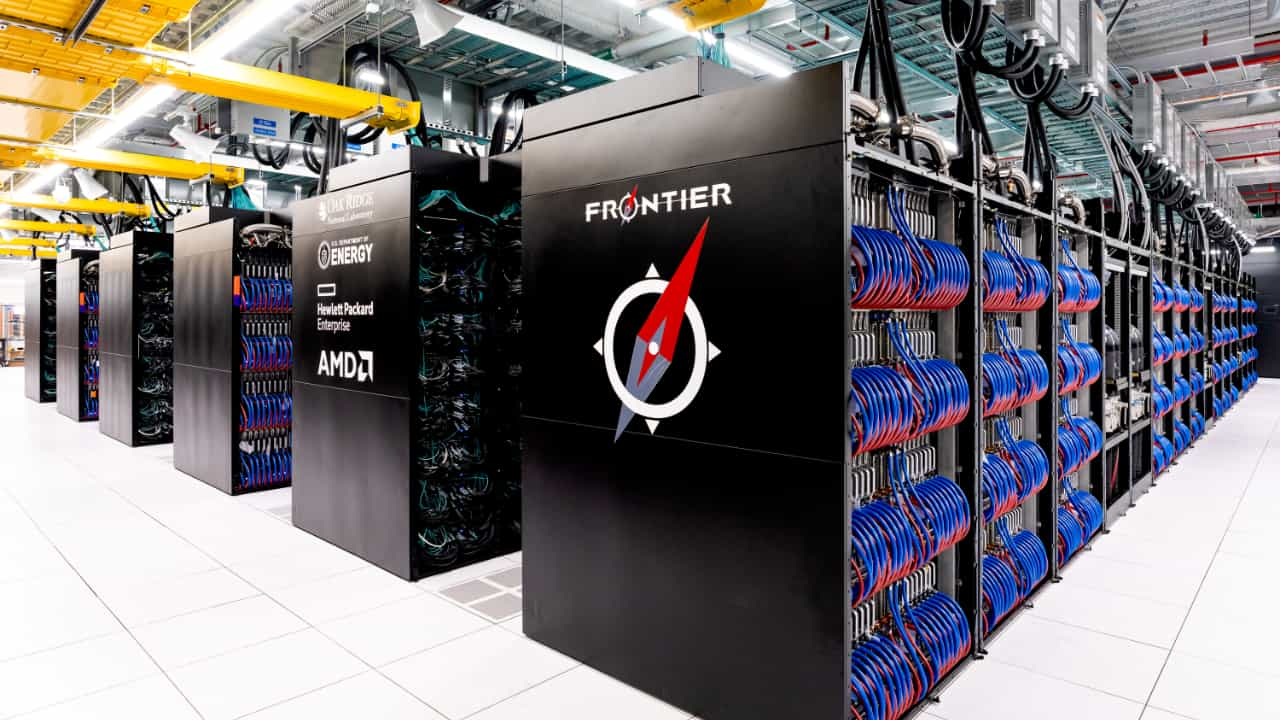 OAK RIDGE
National Laboratory
U.S. DEPARTMENT OF
ENERGY
Hewlett Packard
Enterprise
AMD
FRONTIER